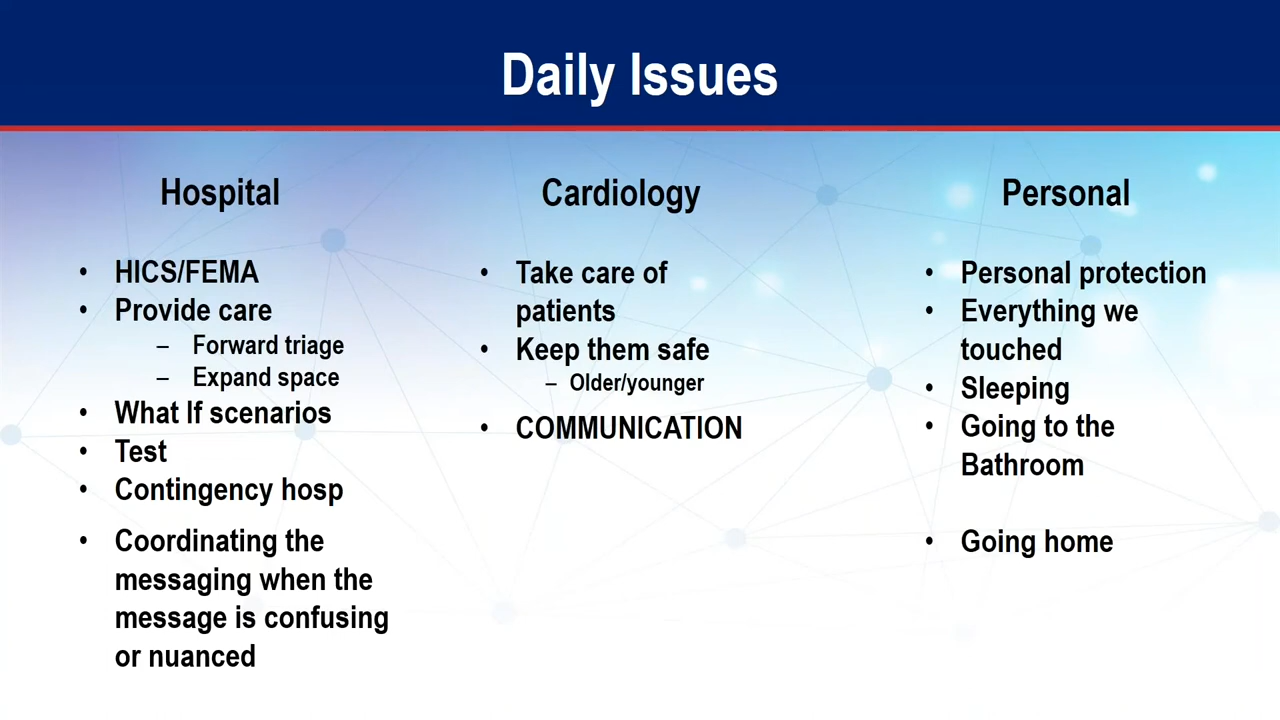 Daily Issues
Hospital
• HICS/FEMA
• Provide care
– Forward triage
– Expand space
• What If scenarios
• Test
• Contingency hosp
• Coordinating the
messaging when the
message is confusing
or nuanced
Cardiology
• Take care of
patients
• Keep them safe
– Older/younger
• COMMUNICATION
Personal
• Personal protection
• Everything we
touched
• Sleeping
• Going to the
Bathroom
• Going home